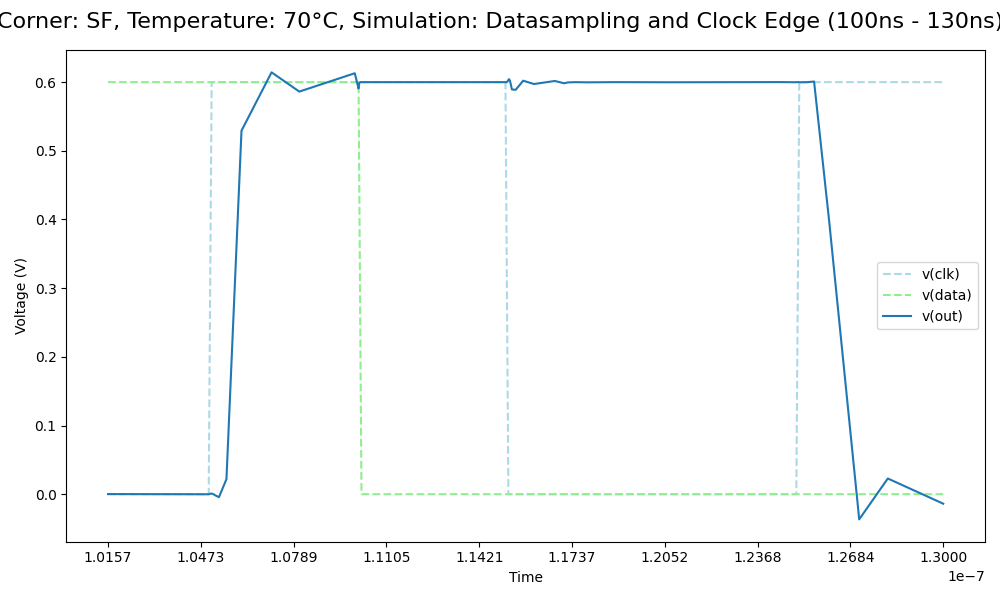 Corner: SF, Temperature: 70°C, Simulation: Datasampling and Clock Edge (100ns - 130ns)
0.6
0.5
0.4
0.3
0.2
0.1
0.0
Voltage (V)
v(clk)
v(data)
v(out)
1.0157 1.0473 1.0789 1.1105 1.1421 1.1737 1.2052 1.2368 1.2684 1.3000
1e−7
Time